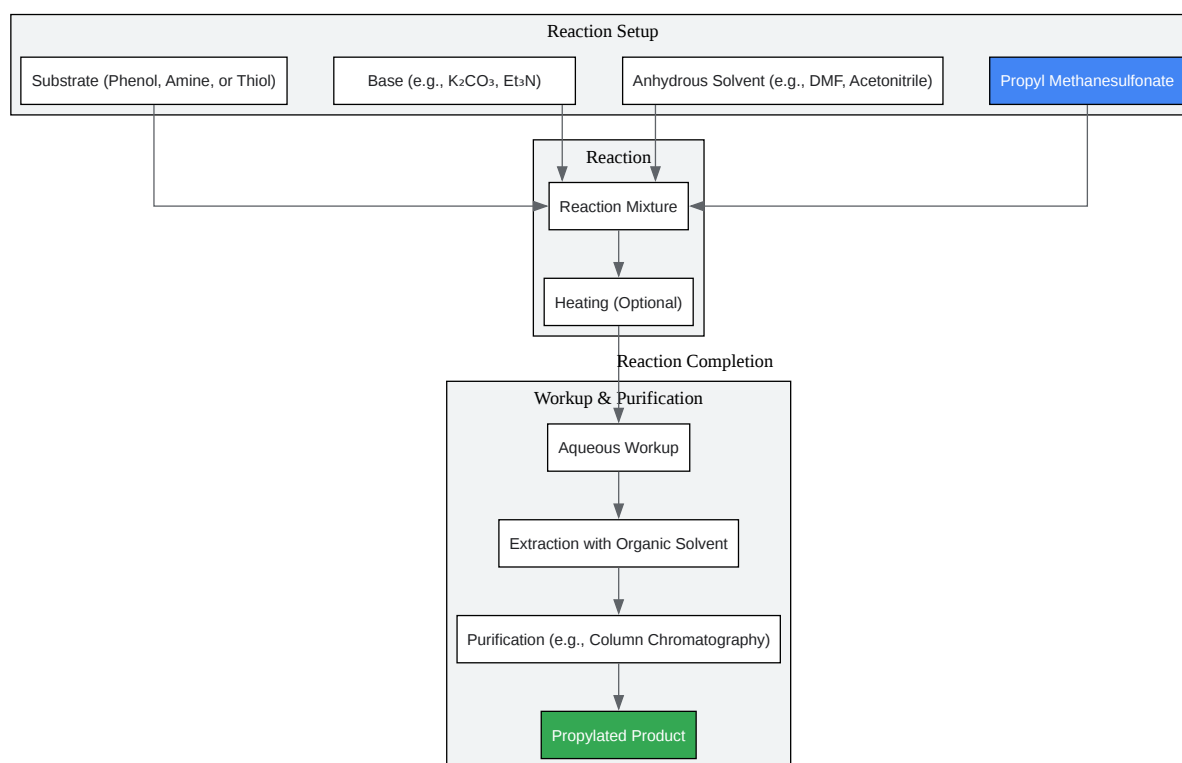 Reaction Setup
Substrate (Phenol, Amine, or Thiol)
Base (e.g., K₂CO₃, Et₃N)
Anhydrous Solvent (e.g., DMF, Acetonitrile)
Propyl Methanesulfonate
Reaction
Reaction Mixture
Heating (Optional)
Reaction Completion
Workup & Purification
Aqueous Workup
Extraction with Organic Solvent
Purification (e.g., Column Chromatography)
Propylated Product